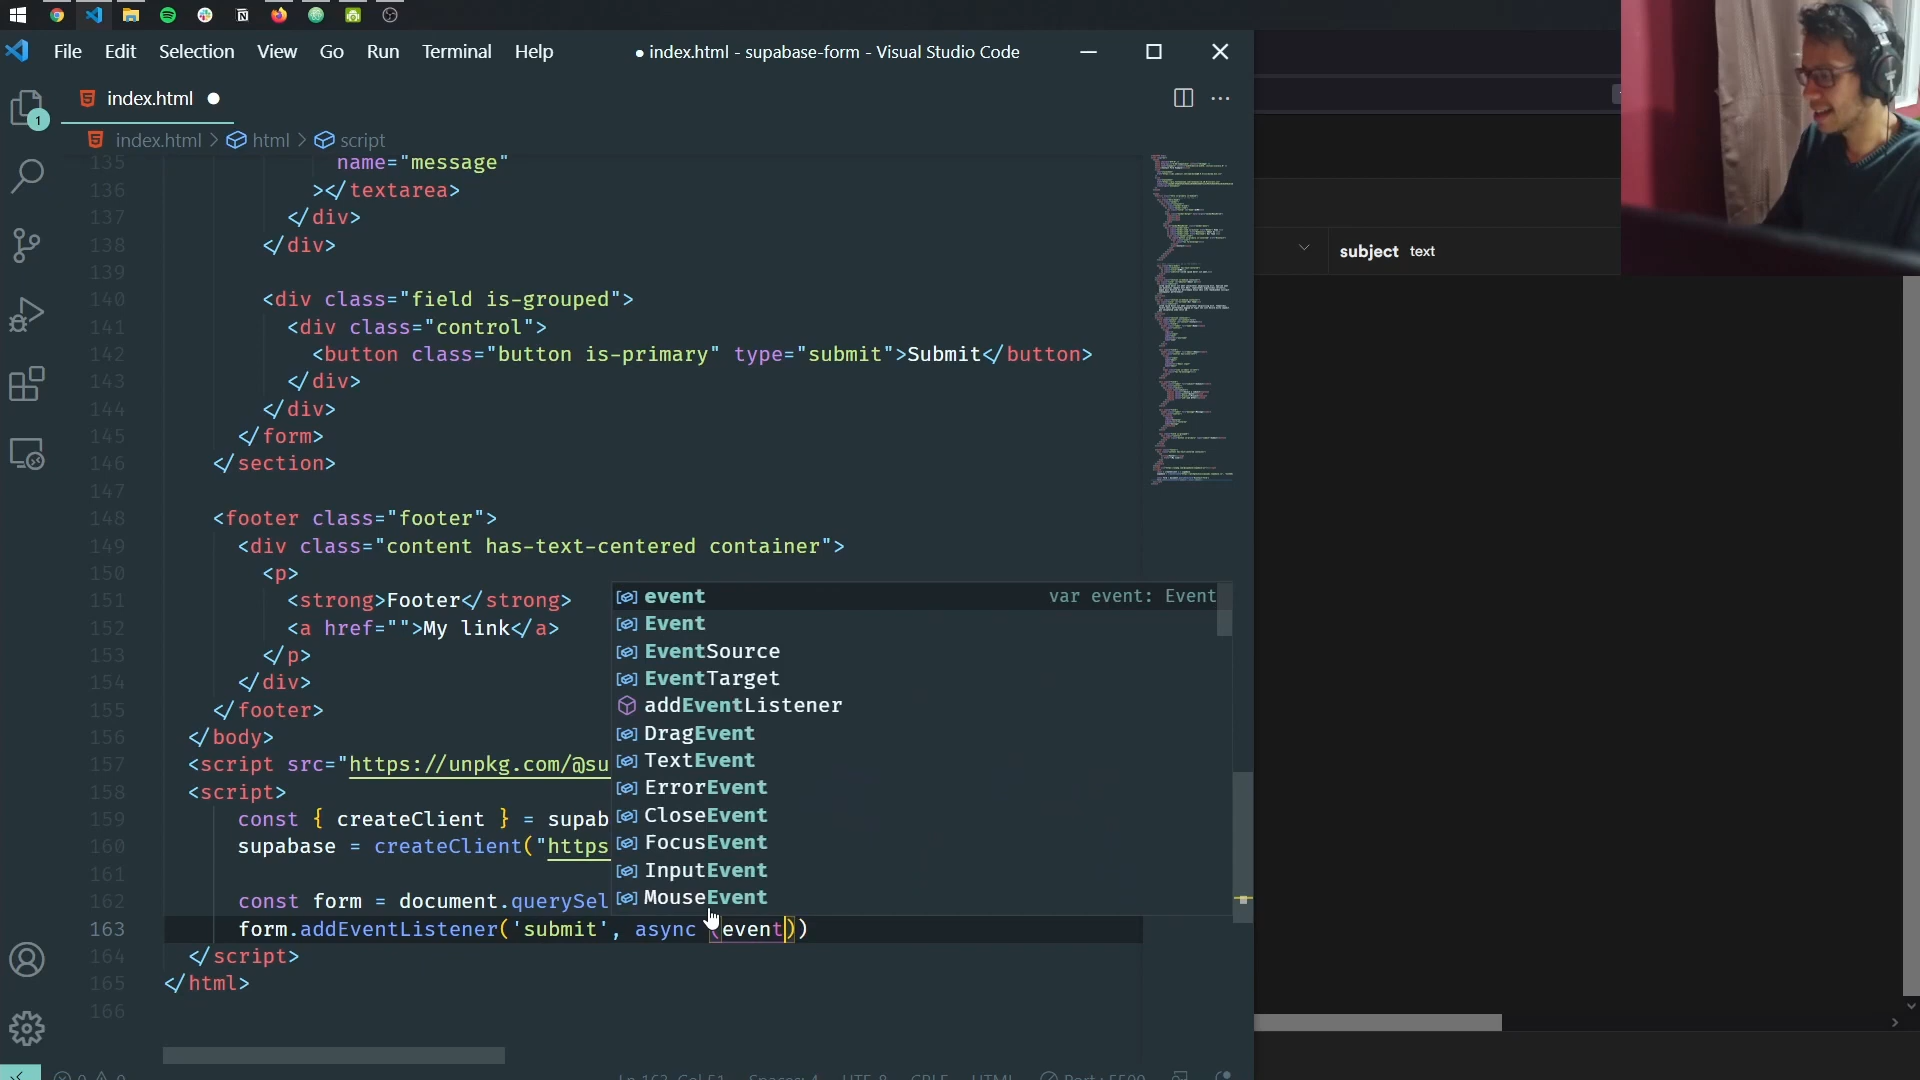 File Edit Selection View Go Run Terminal Help
● index.html - supabase-form - Visual Studio Code
index.html
index.html > html > script
1
135 name="message"
136 ></textarea>
137 </div>
138 </div>
139
140 <div class="field is-grouped">
141 <div class="control">
142 <button class="button is-primary" type="submit">Submit</button>
143 </div>
144 </div>
145 </form>
146 </section>
147
148 <footer class="footer">
149 <div class="content has-text-centered container">
150 <p>
151 <strong>Footer</strong>
152 <a href="">My link</a>
153 </p>
154 </div>
155 </footer>
156 </body>
157 <script src="https://unpkg.com/@su
158 <script>
159 const { createClient } = supab
160 supabase = createClient("https
161
162 const form = document.querySel
163 form.addEventListener('submit', async (event))
164 </script>
165 </html>
166
event var event: Event
Event
EventSource
EventTarget
addEventListener
DragEvent
TextEvent
ErrorEvent
CloseEvent
FocusEvent
InputEvent
MouseEvent
subject text